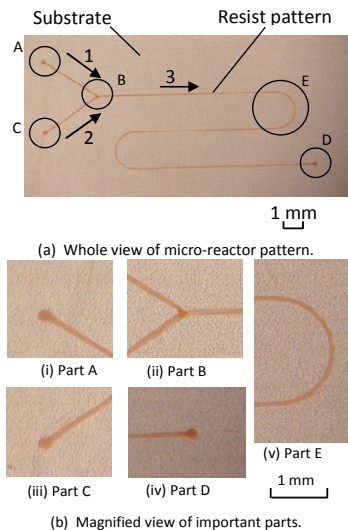 Substrate
Resist pattern
A
1
B
3
E
C
2
D
1 mm
(a) Whole view of micro-reactor pattern.
(i) Part A
(ii) Part B
(iii) Part C
(iv) Part D
(v) Part E
1 mm
(b) Magnified view of important parts.